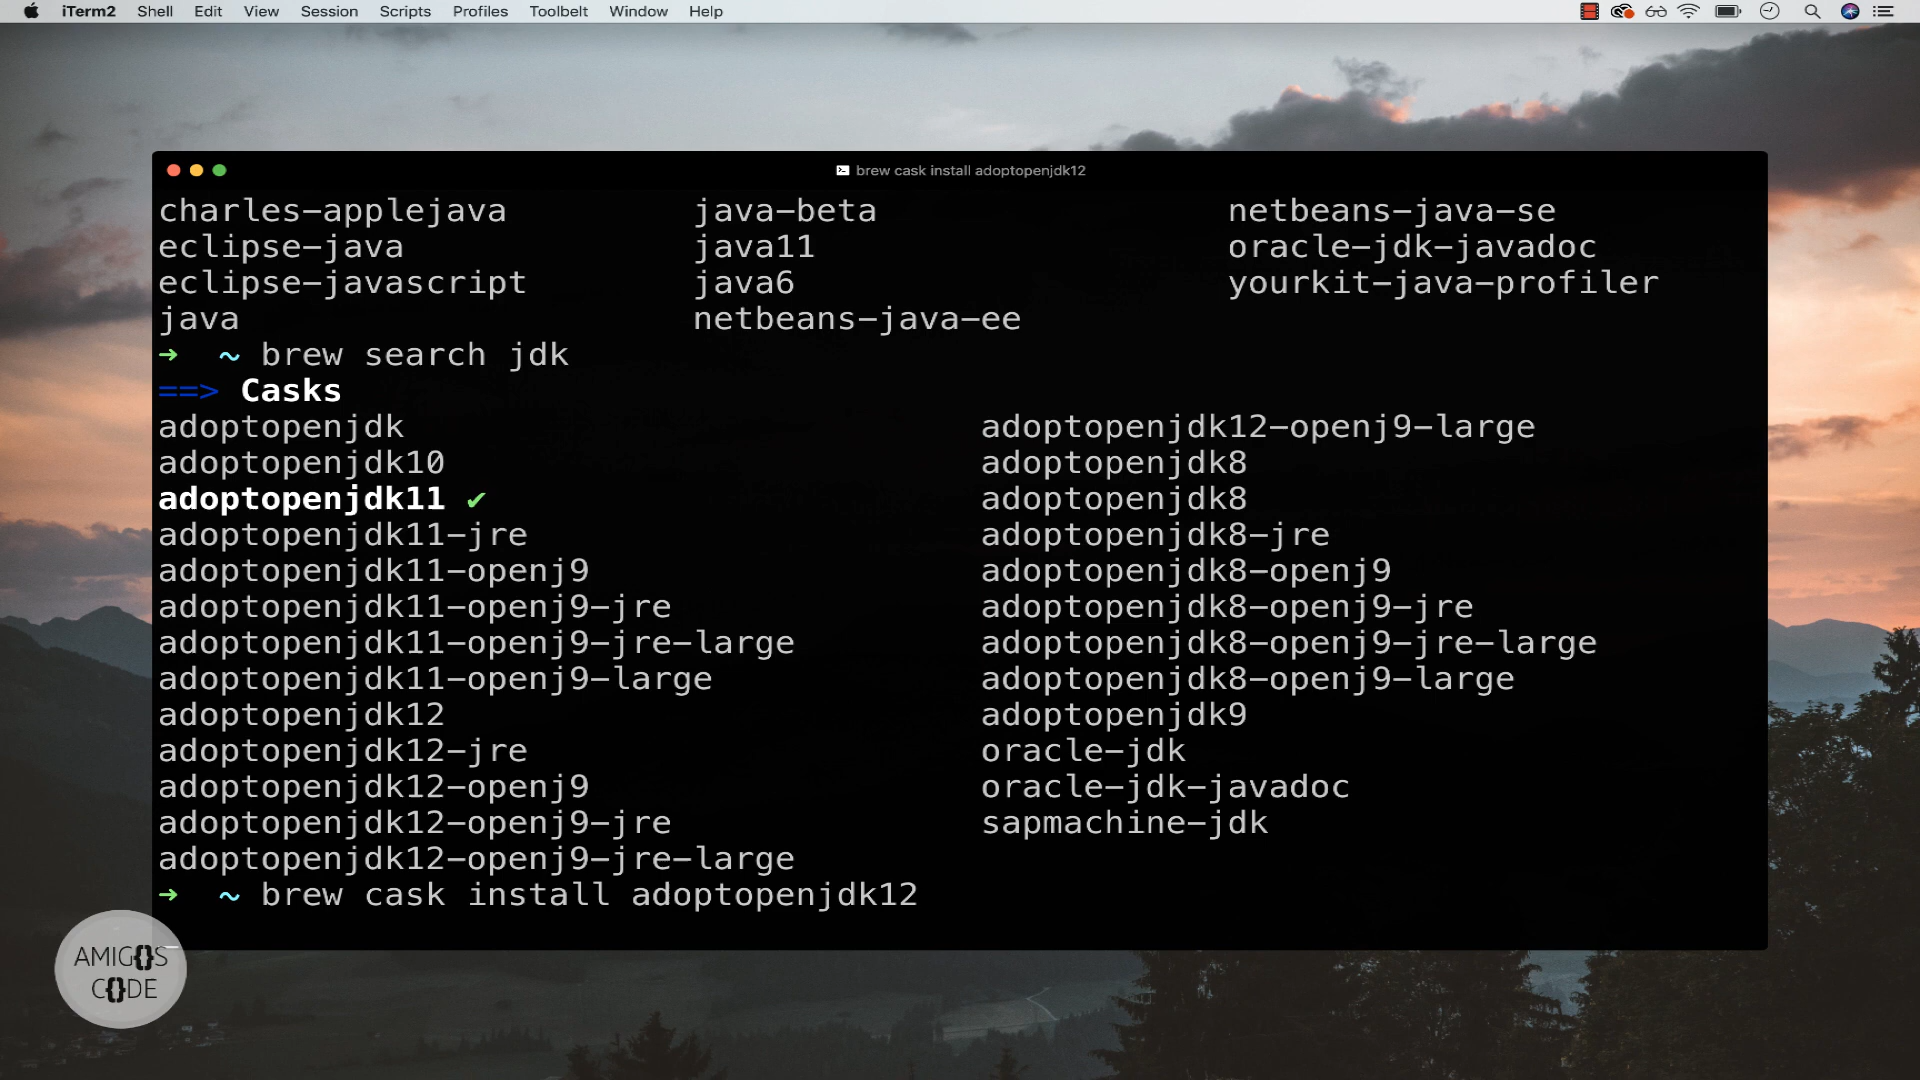 iTerm2 Shell Edit View Session Scripts Profiles Toolbelt Window Help
brew cask install adoptopenjdk12
charles-applejava java-beta netbeans-java-se
eclipse-java java11 oracle-jdk-javadoc
eclipse-javascript java6 yourkit-java-profiler
java netbeans-java-ee
➜ ~ brew search jdk
==> Casks
adoptopenjdk adoptopenjdk12-openj9-large
adoptopenjdk10 adoptopenjdk8
adoptopenjdk11 ✔ adoptopenjdk8
adoptopenjdk11-jre adoptopenjdk8-jre
adoptopenjdk11-openj9 adoptopenjdk8-openj9
adoptopenjdk11-openj9-jre adoptopenjdk8-openj9-jre
adoptopenjdk11-openj9-jre-large adoptopenjdk8-openj9-jre-large
adoptopenjdk11-openj9-large adoptopenjdk8-openj9-large
adoptopenjdk12 adoptopenjdk9
adoptopenjdk12-jre oracle-jdk
adoptopenjdk12-openj9 oracle-jdk-javadoc
adoptopenjdk12-openj9-jre sapmachine-jdk
adoptopenjdk12-openj9-jre-large
➜ ~ brew cask install adoptopenjdk12
AMIG{}S
C{}DE